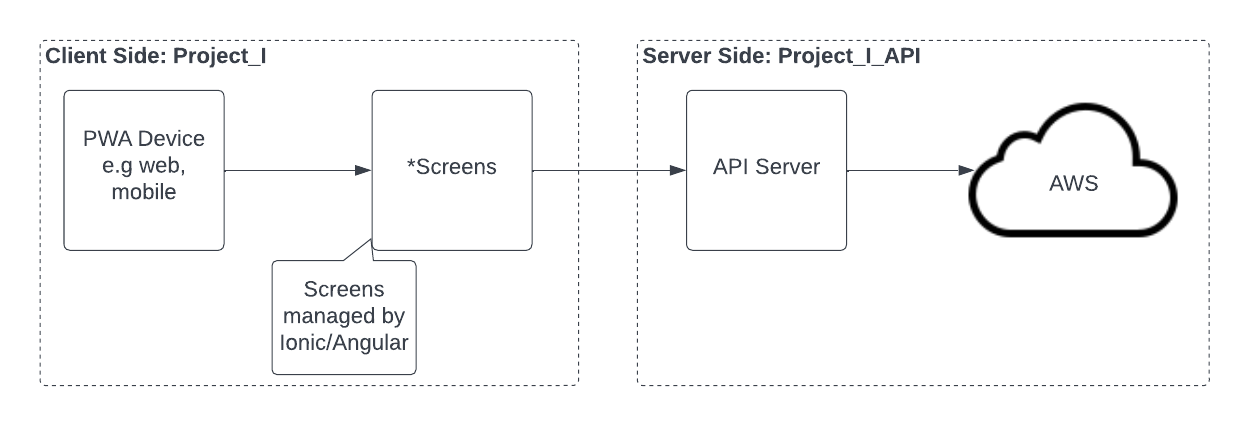 Client Side: Project_I
PWA Device
e.g web,
mobile
*Screens
Screens
managed by
Ionic/Angular
Server Side: Project_I_API
API Server
AWS